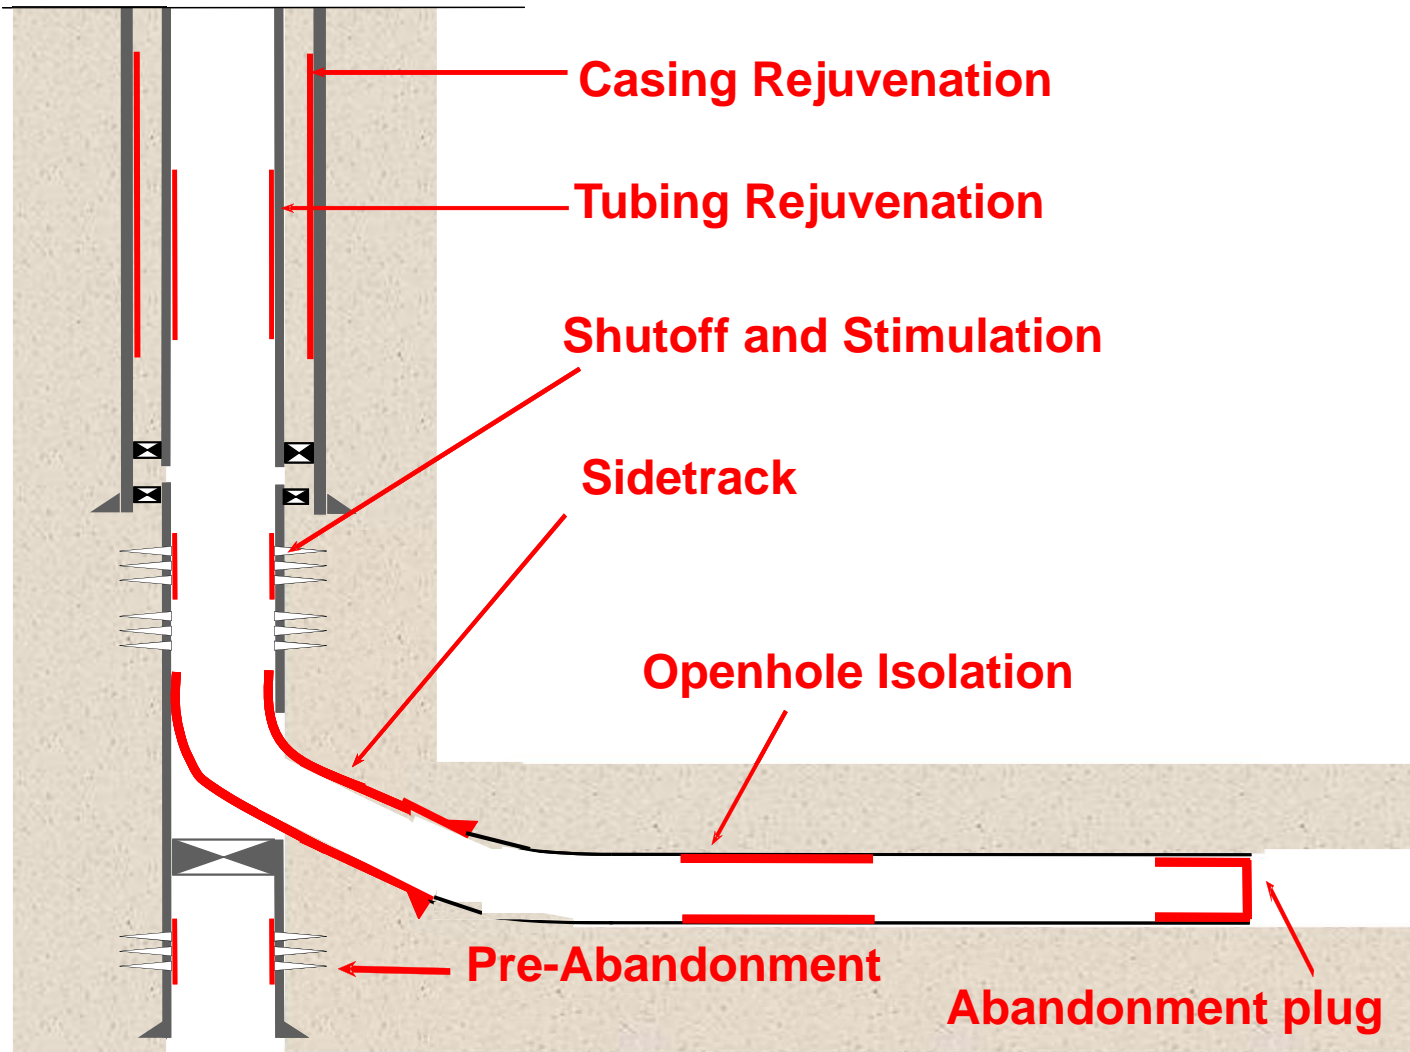 Casing Rejuvenation
Tubing Rejuvenation
Shutoff and Stimulation
Sidetrack
Openhole Isolation
Pre-Abandonment
Abandonment plug